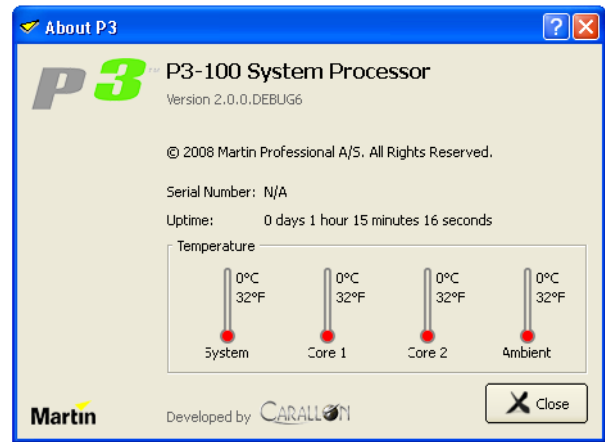 About P3
P3™ P3-100 System Processor
Version 2.0.0.DEBUG6
© 2008 Martin Professional A/S. All Rights Reserved.
Serial Number: N/A
Uptime: 0 days 1 hour 15 minutes 16 seconds
Temperature
0°C 0°C 0°C 0°C
32°F 32°F 32°F 32°F
System Core 1 Core 2 Ambient
Martin Developed by CARALLON Close